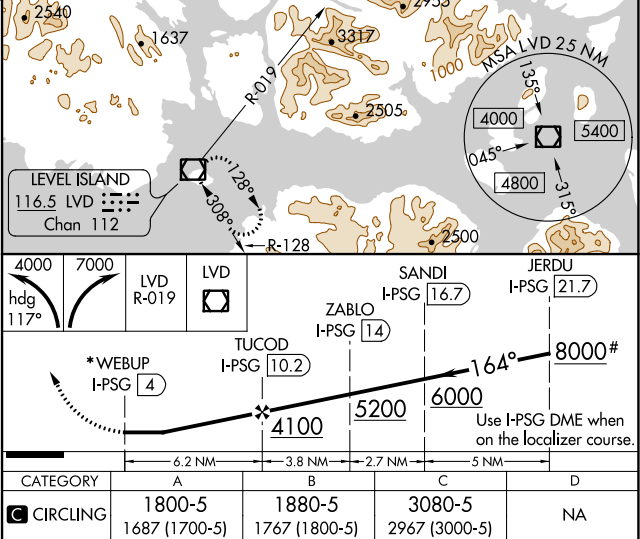 2540
1637
2953
3317
1000
2505
R-019
MSA LVD 25 NM
135°
4000
5400
045°
4800
315°
LEVEL ISLAND
116.5 LVD
Chan 112
128°
308°
R-128
2500
4000
hdg
117°
7000
LVD
R-019
LVD
*WEBUP
I-PSG 4
TUCOD
I-PSG 10.2
ZABLO
I-PSG 14
SANDI
I-PSG 16.7
JERDU
I-PSG 21.7
164°
8000#
4100
5200
6000
Use I-PSG DME when
on the localizer course.
6.2 NM
3.8 NM
2.7 NM
5 NM
CATEGORY A B C D
C CIRCLING
1800-5
1687 (1700-5)
1880-5
1767 (1800-5)
3080-5
2967 (3000-5)
NA